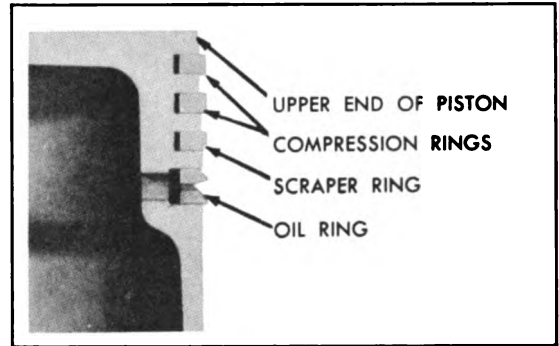 UPPER END OF PISTON
COMPRESSION RINGS
SCRAPER RING
OIL RING